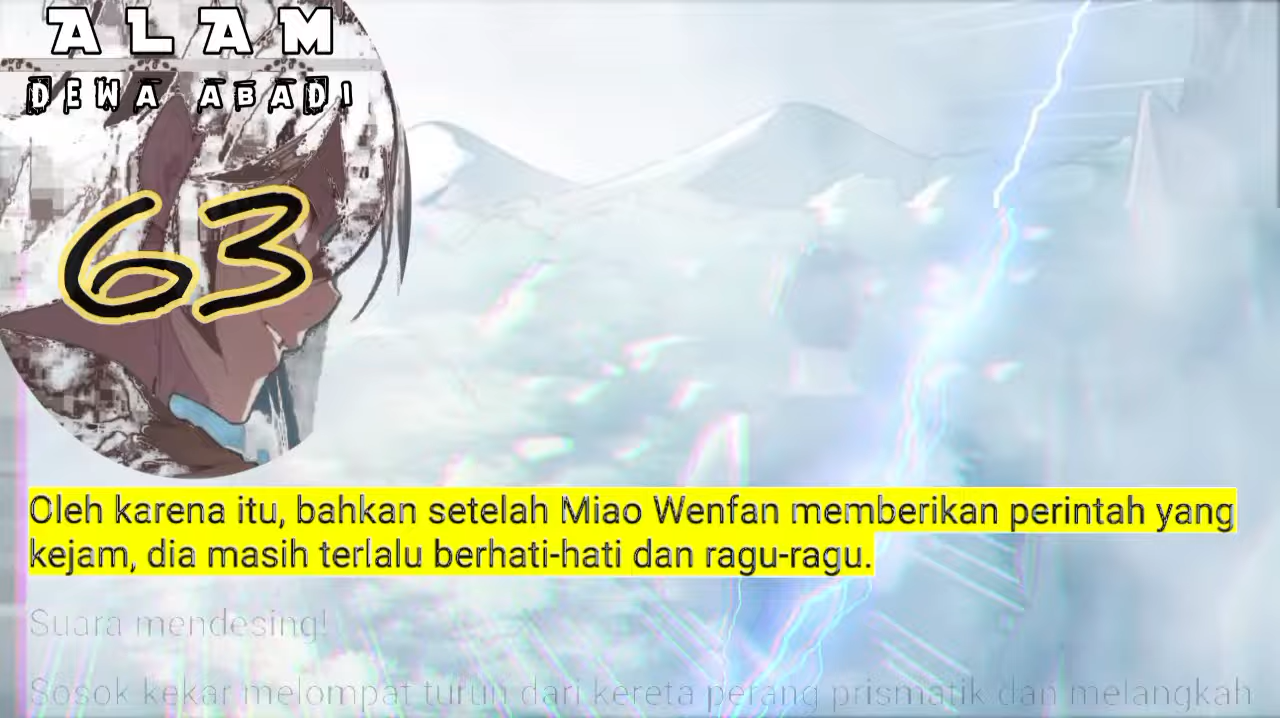 ALAM
DEWA ABADI
63
Oleh karena itu, bahkan setelah Miao Wenfan memberikan perintah yang
kejam, dia masih terlalu berhati-hati dan ragu-ragu.
Suara mendesing!
Sosok kekar melompat turun dari kereta perang prismatik dan melangkah